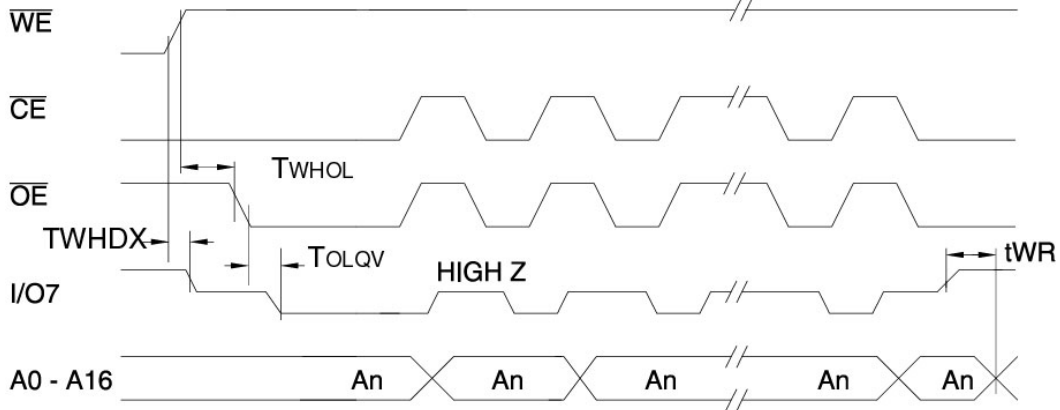 WE
CE
TWHOL
OE
TWHDX
TOLQV
tWR
HIGH Z
I/O7
A0 - A16 An An An An An